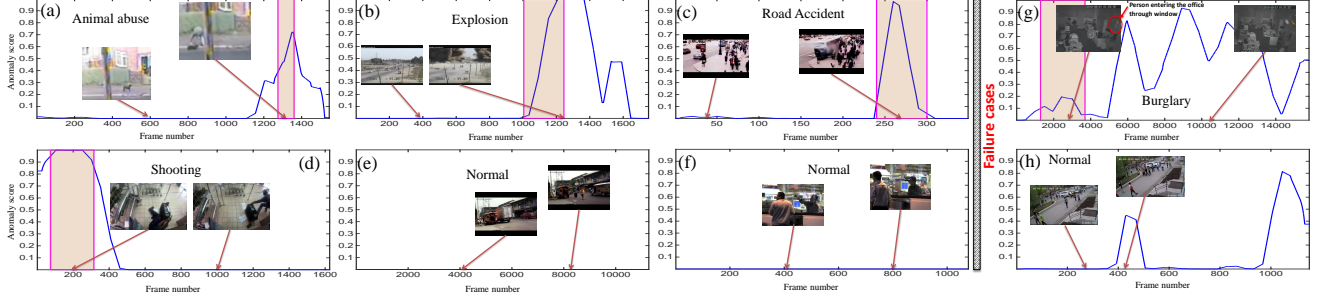 (a) Animal abuse
Anomaly score
0.9
0.8
0.7
0.6
0.5
0.4
0.3
0.2
0.1
200 400 600 800 1000 1200 1400
Frame number
(b) Explosion
0.9
0.8
0.7
0.6
0.5
0.4
0.3
0.2
0.1
200 400 600 800 1000 1200 1400 1600
Frame number
(c) Road Accident
0.9
0.8
0.7
0.6
0.5
0.4
0.3
0.2
0.1
50 100 150 200 250 300
Frame number
(g)
Person entering the office
through window
0.9
0.8
0.7
0.6
0.5
0.4
0.3
0.2
0.1
Burglary
2000 4000 6000 8000 10000 12000 14000
Frame number
Failure cases
Shooting (d)
Anomaly score
0.9
0.8
0.7
0.6
0.5
0.4
0.3
0.2
0.1
200 400 600 800 1000 1200 1400 1600
Frame number
(e)
Normal
0.9
0.8
0.7
0.6
0.5
0.4
0.3
0.2
0.1
2000 4000 6000 8000 10000
Frame number
(f)
Normal
0.9
0.8
0.7
0.6
0.5
0.4
0.3
0.2
0.1
200 400 600 800 1000
Frame number
(h) Normal
0.9
0.8
0.7
0.6
0.5
0.4
0.3
0.2
0.1
200 400 600 800 1000
Frame number